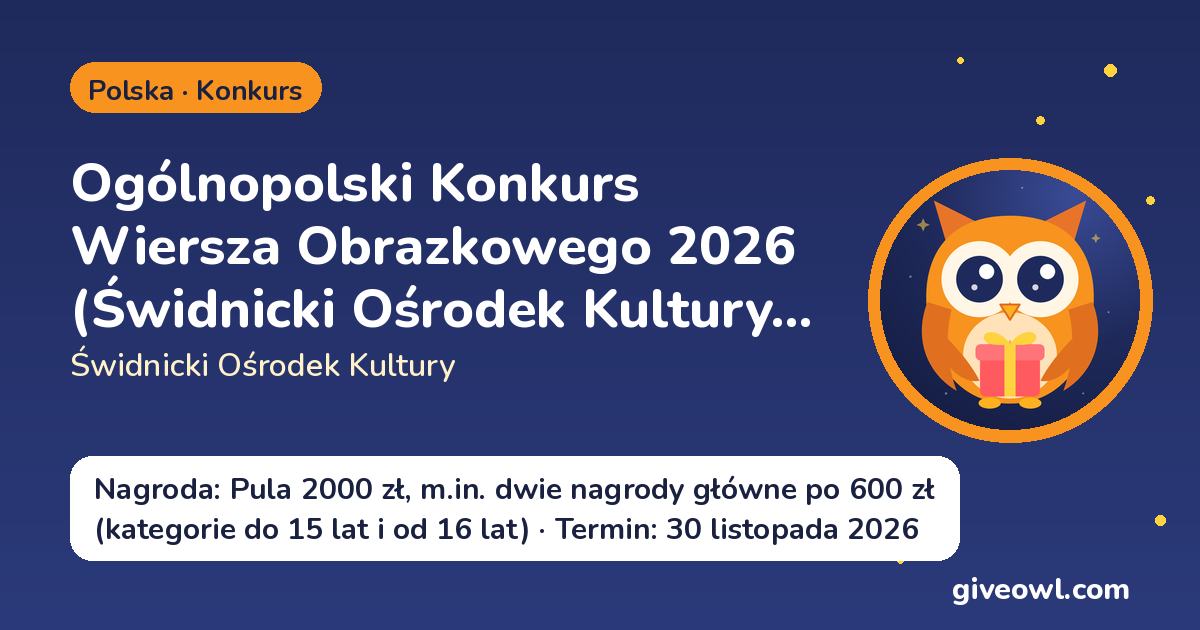 Polska · Konkurs
Ogólnopolski Konkurs
Wiersza Obrazkowego 2026
(Świdnicki Ośrodek Kultury...
Świdnicki Ośrodek Kultury
Nagroda: Pula 2000 zł, m.in. dwie nagrody główne po 600 zł
(kategorie do 15 lat i od 16 lat) · Termin: 30 listopada 2026
giveowl.com